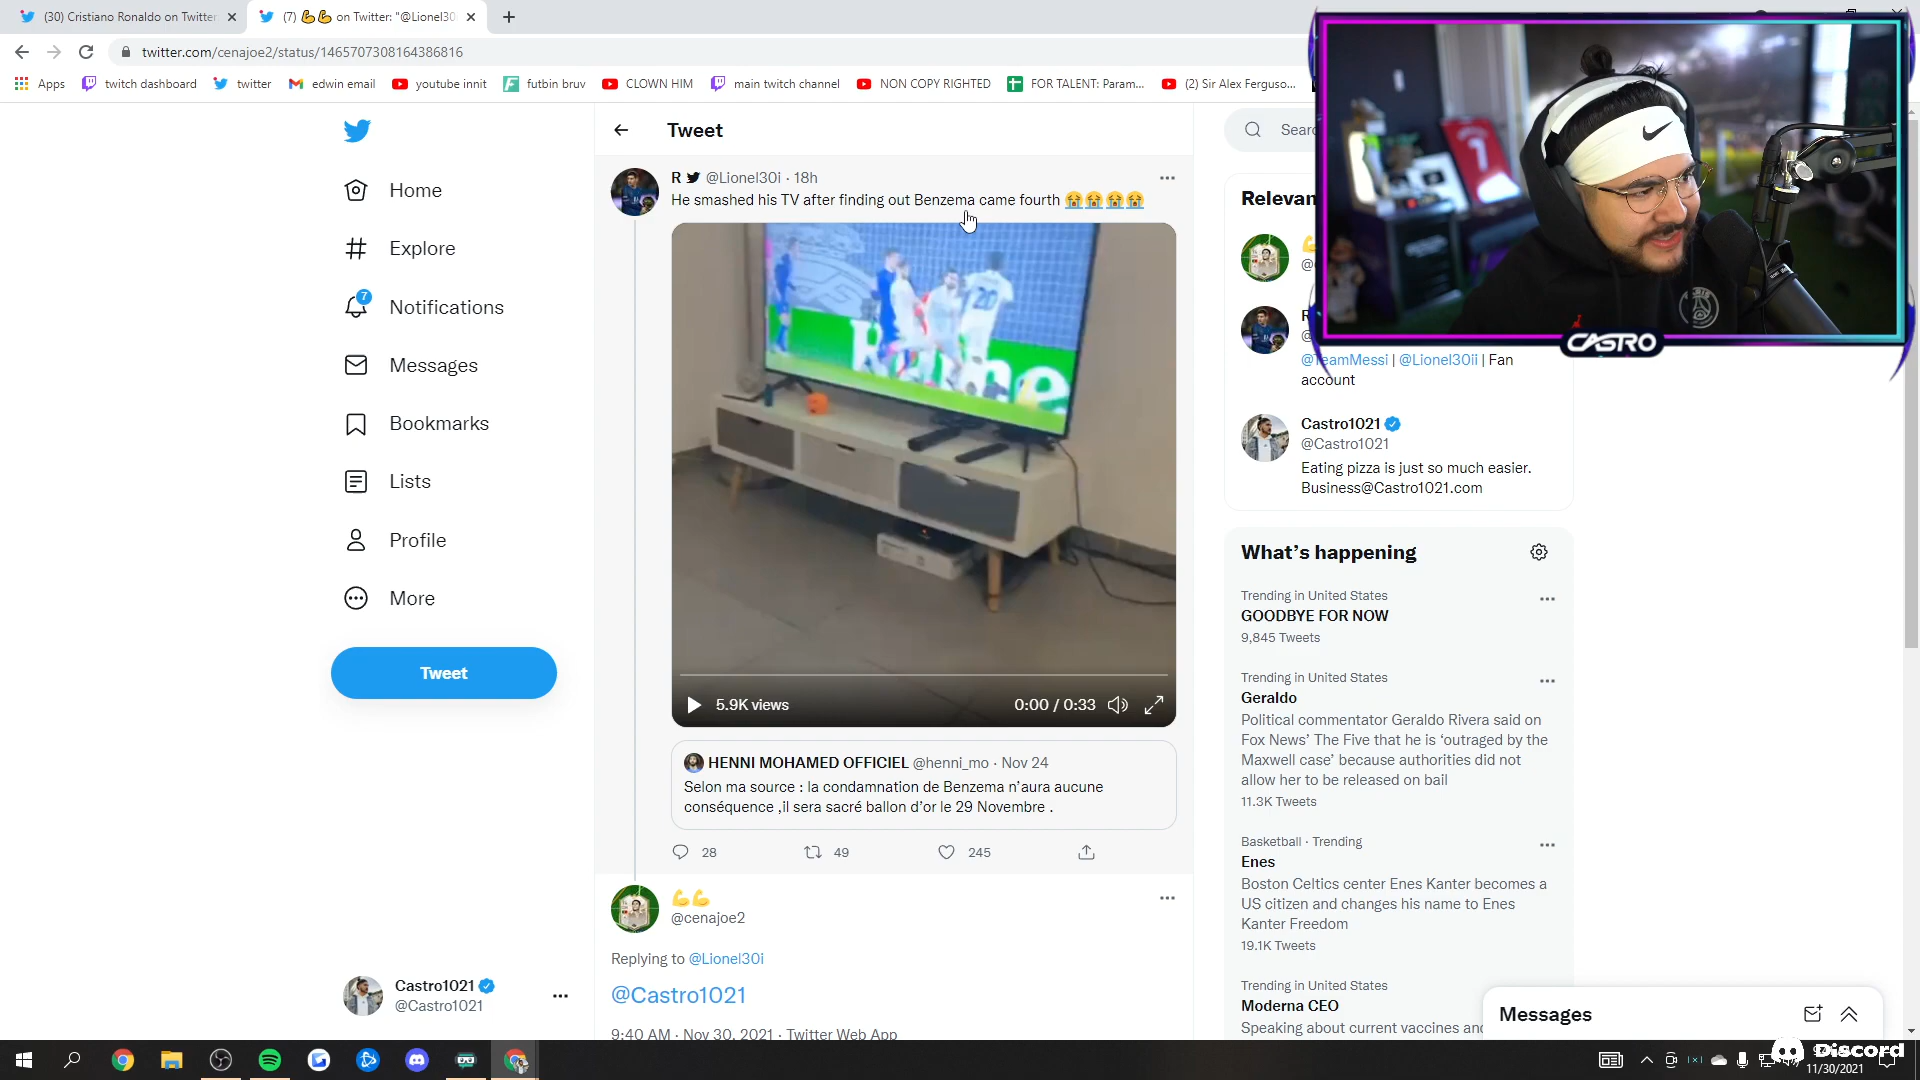 (30) Cristiano Ronaldo on Twitter
(7) 💪💪 on Twitter: "@Lionel30
twitter.com/cenajoe2/status/1465707308164386816
Apps
twitch dashboard
twitter
edwin email
youtube innit
futbin bruv
CLOWN HIM
main twitch channel
NON COPY RIGHTED
FOR TALENT: Param...
(2) Sir Alex Ferguso...
Home
Explore
7
Notifications
Messages
Bookmarks
Lists
Profile
More
Tweet
Castro1021
@Castro1021
Tweet
R @Lionel30i · 18h
He smashed his TV after finding out Benzema came fourth 😭😭😭😭
20
5.9K views
0:00 / 0:33
HENNI MOHAMED OFFICIEL @henni_mo · Nov 24
Selon ma source : la condamnation de Benzema n'aura aucune
conséquence ,il sera sacré ballon d'or le 29 Novembre .
28
49
245
💪💪
@cenajoe2
Replying to @Lionel30i
@Castro1021
9:40 AM · Nov 30, 2021 · Twitter Web App
CASTRO
@TeamMessi | @Lionel30ii | Fan
account
Castro1021
@Castro1021
Eating pizza is just so much easier.
Business@Castro1021.com
What's happening
Trending in United States
GOODBYE FOR NOW
9,845 Tweets
Trending in United States
Geraldo
Political commentator Geraldo Rivera said on
Fox News' The Five that he is 'outraged by the
Maxwell case' because authorities did not
allow her to be released on bail
11.3K Tweets
Basketball · Trending
Enes
Boston Celtics center Enes Kanter becomes a
US citizen and changes his name to Enes
Kanter Freedom
19.1K Tweets
Trending in United States
Moderna CEO
Speaking about current vaccines
Messages
Discord
11/30/2021